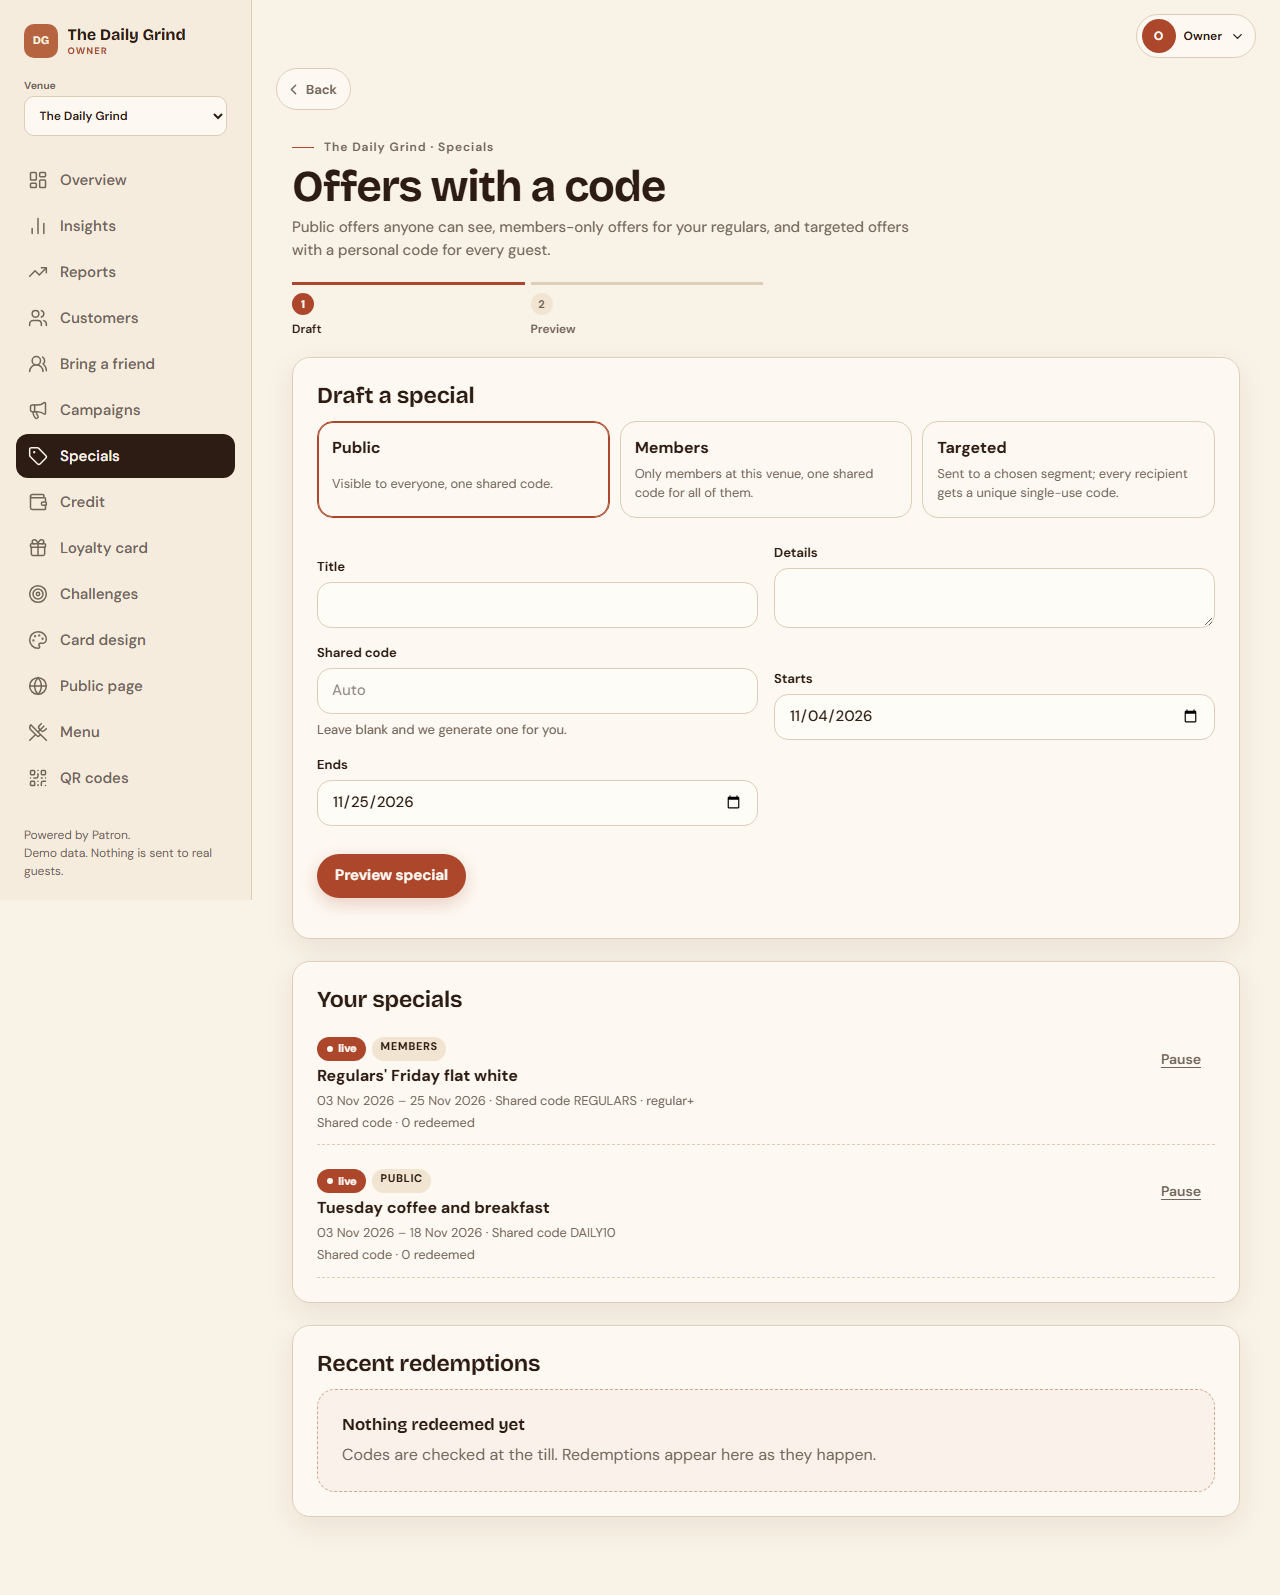 DG
The Daily Grind
OWNER
Venue
The Daily Grind
Overview
Insights
Reports
Customers
Bring a friend
Campaigns
Specials
Credit
Loyalty card
Challenges
Card design
Public page
Menu
QR codes
Powered by Patron.
Demo data. Nothing is sent to real
guests.
O
Owner
Back
The Daily Grind · Specials
Offers with a code
Public offers anyone can see, members-only offers for your regulars, and targeted offers
with a personal code for every guest.
1
Draft
2
Preview
Draft a special
Public
Visible to everyone, one shared code.
Members
Only members at this venue, one shared
code for all of them.
Targeted
Sent to a chosen segment; every recipient
gets a unique single-use code.
Title
Details
Shared code
Auto
Leave blank and we generate one for you.
Starts
11/04/2026
Ends
11/25/2026
Preview special
Your specials
live
MEMBERS
Regulars' Friday flat white
03 Nov 2026 – 25 Nov 2026 · Shared code REGULARS · regular+
Shared code · 0 redeemed
Pause
live
PUBLIC
Tuesday coffee and breakfast
03 Nov 2026 – 18 Nov 2026 · Shared code DAILY10
Shared code · 0 redeemed
Pause
Recent redemptions
Nothing redeemed yet
Codes are checked at the till. Redemptions appear here as they happen.